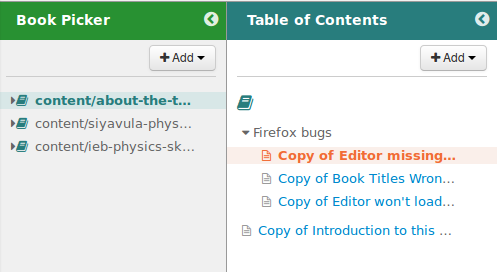 Book Picker
+ Add
content/about-the-t...
content/siyavula-phys...
content/ieb-physics-sk...
Table of Contents
+ Add
Firefox bugs
Copy of Editor missing...
Copy of Book Titles Wron...
Copy of Editor won't load...
Copy of Introduction to this ...